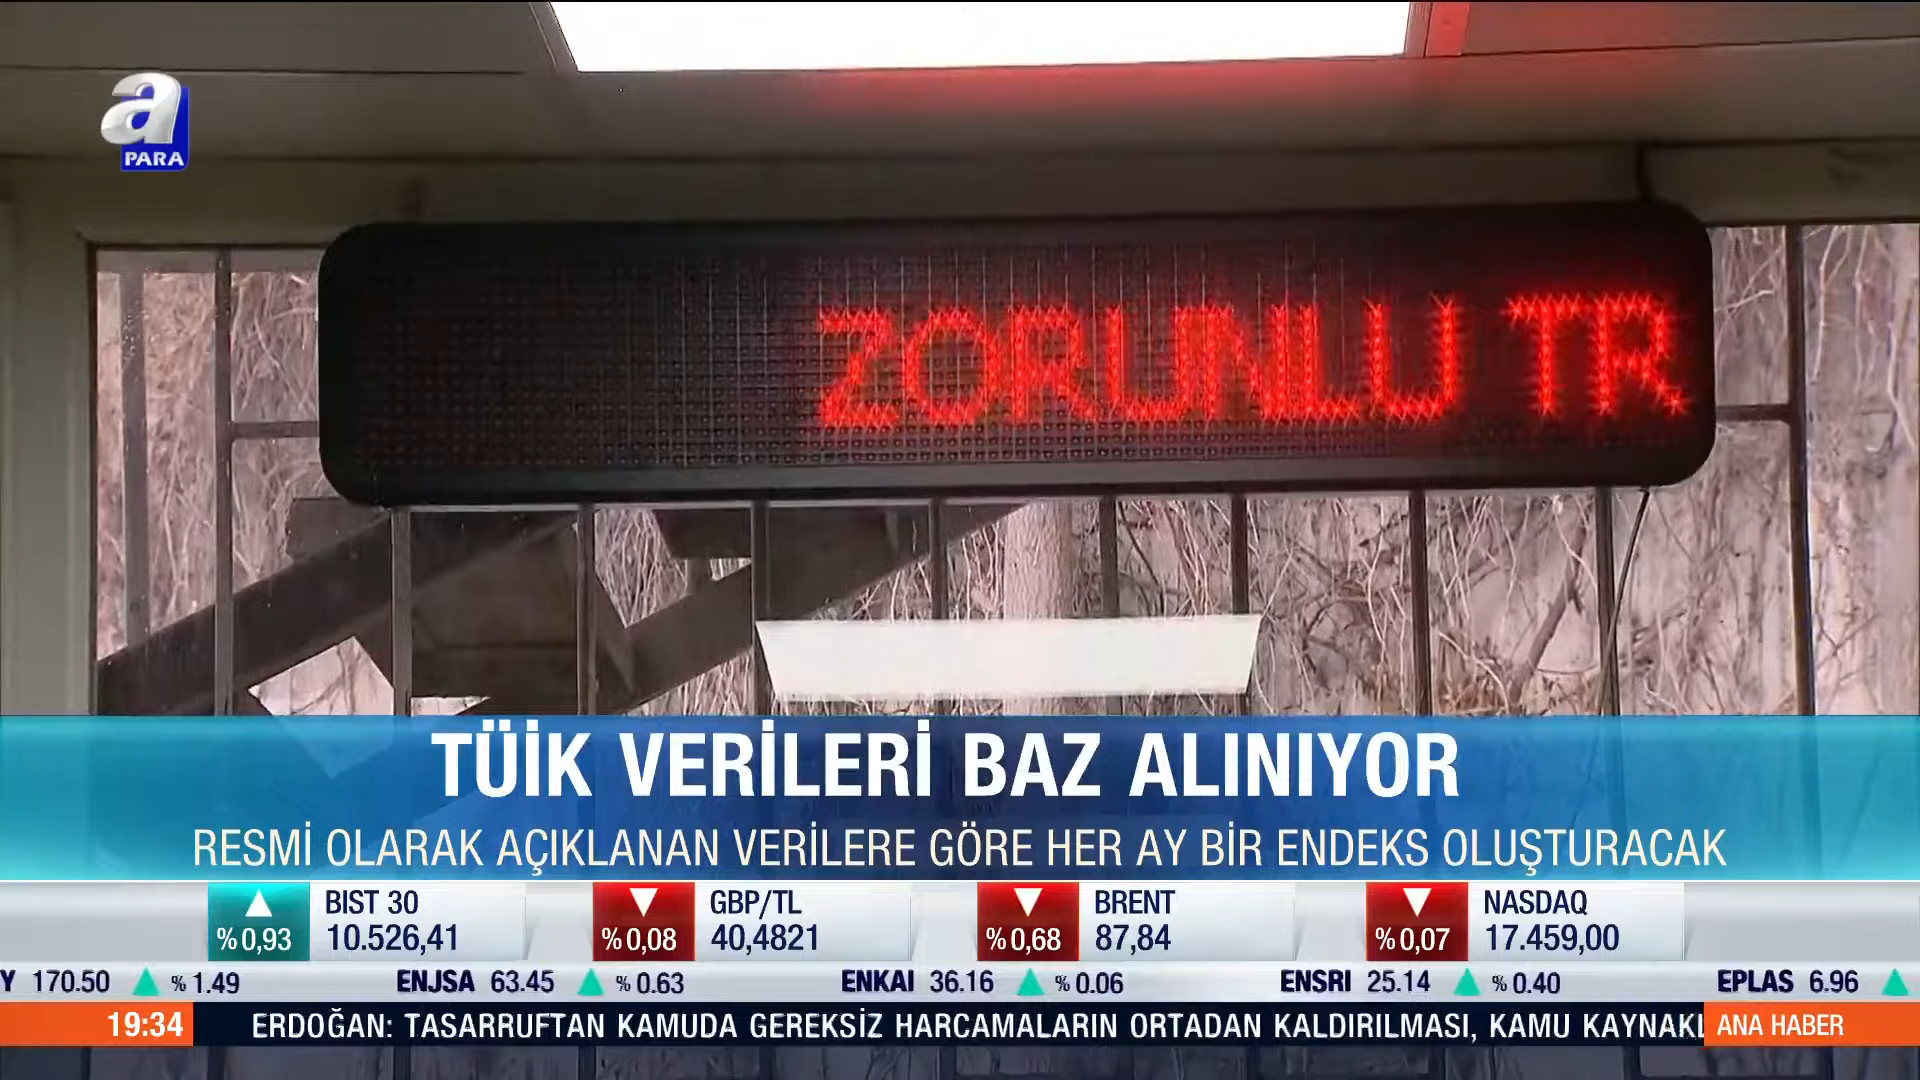 a
PARA
ZORUNLU TR
TÜİK VERİLERİ BAZ ALINIYOR
RESMİ OLARAK AÇIKLANAN VERİLERE GÖRE HER AY BİR ENDEKS OLUŞTURACAK
%0,93 BIST 30 10.526,41
%0,08 GBP/TL 40,4821
%0,68 BRENT 87,84
%0,07 NASDAQ 17.459,00
Y 170.50 % 1.49 ENJSA 63.45 % 0.63 ENKAI 36.16 % 0.06 ENSRI 25.14 % 0.40 EPLAS 6.96
19:34 ERDOĞAN: TASARRUFTAN KAMUDA GEREKSİZ HARCAMALARIN ORTADAN KALDIRILMASI, KAMU KAYNAKL ANA HABER